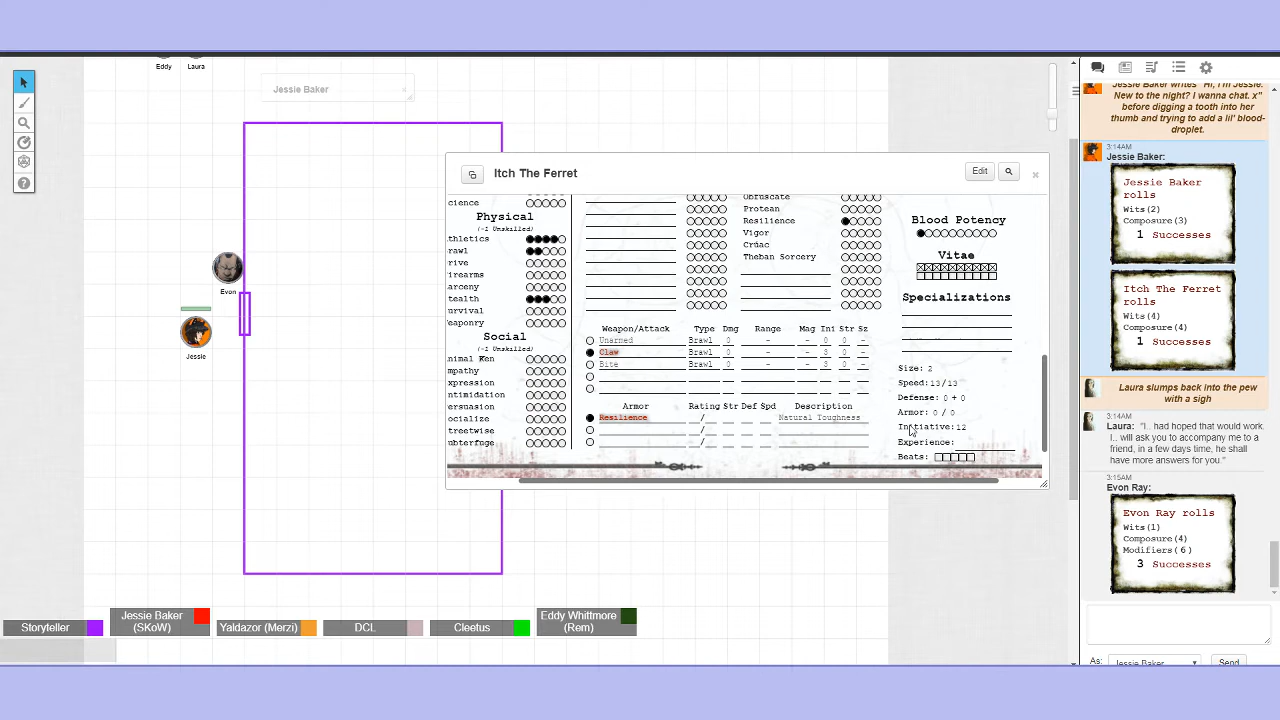 Eddy
Laura
Jessie Baker
Evon
Jessie
Itch The Ferret
Edit
cience
Physical
(-1 Unskilled)
thletics
rawl
rive
irearms
arceny
tealth
urvival
eaponry
Social
(-1 Unskilled)
nimal Ken
mpathy
xpression
ntimidation
ersuasion
ocialize
treetwise
ubterfuge
Obfuscate
Protean
Resilience
Vigor
Crúac
Theban Sorcery
Weapon/Attack Type Dmg Range Mag Ini Str Sz
Unarmed Brawl 0 - - 0 0 -
Claw Brawl 0 - - 3 0 -
Bite Brawl 0 - - 3 0 -
Armor Rating Str Def Spd Description
Resilience / Natural Toughness
/
/
Blood Potency
Vitae
Specializations
Size: 2
Speed: 13/13
Defense: 0 + 0
Armor: 0 / 0
Initiative: 12
Experience:
Beats:
Storyteller
Jessie Baker
(SKoW)
Yaldazor (Merzi)
DCL
Cleetus
Eddy Whittmore
(Rem)
Jessie Baker writes "Hi, I'm Jessie.
New to the night? I wanna chat. x"
before digging a tooth into her
thumb and trying to add a lil' blood-
droplet.
3:14AM
Jessie Baker:
Jessie Baker
rolls
Wits(2)
Composure(3)
1 Successes
Itch The Ferret
rolls
Wits(4)
Composure(4)
1 Successes
Laura slumps back into the pew
with a sigh
3:14AM
Laura: "I.. had hoped that would work.
I.. will ask you to accompany me to a
friend, in a few days time, he shall
have more answers for you."
3:15AM
Evon Ray:
Evon Ray rolls
Wits(1)
Composure(4)
Modifiers(6)
3 Successes
As:
Jessie Baker
Send